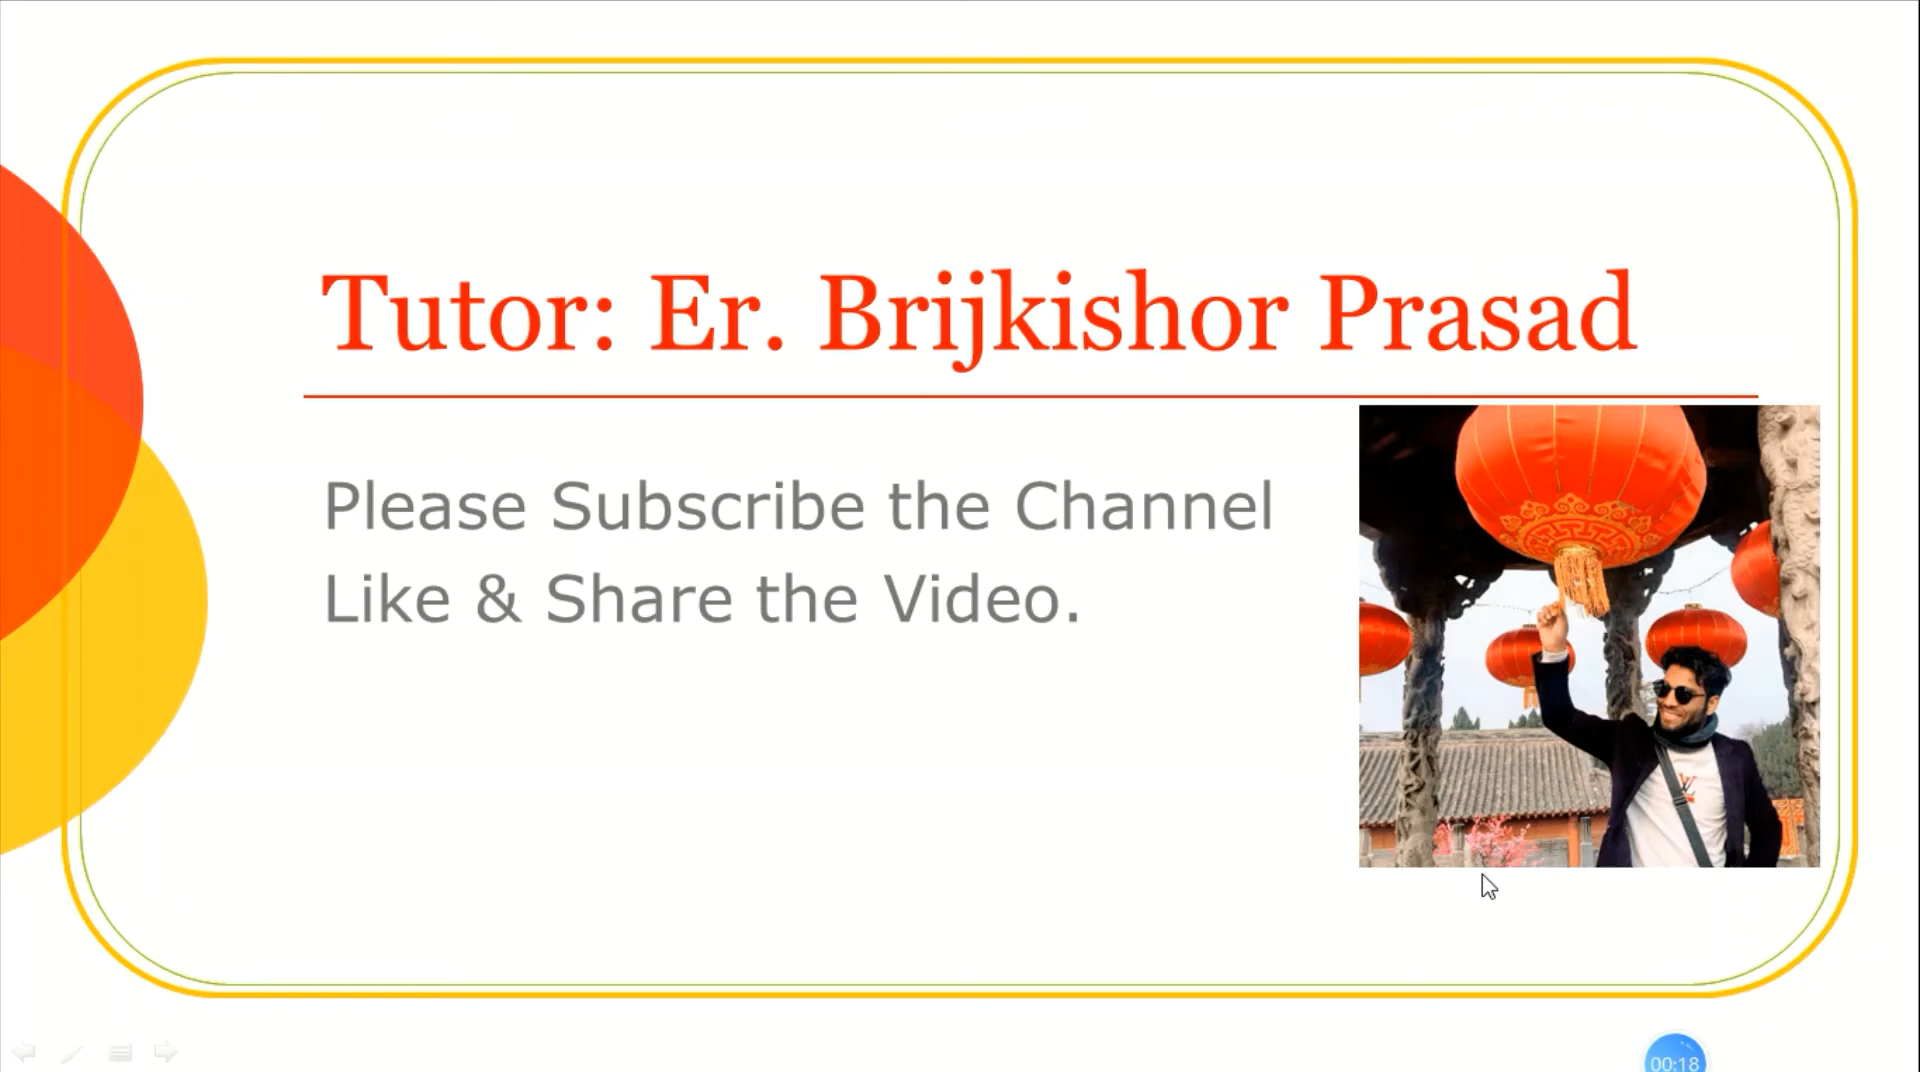 Tutor: Er. Brijkishor Prasad
Please Subscribe the Channel
Like & Share the Video.
00:18